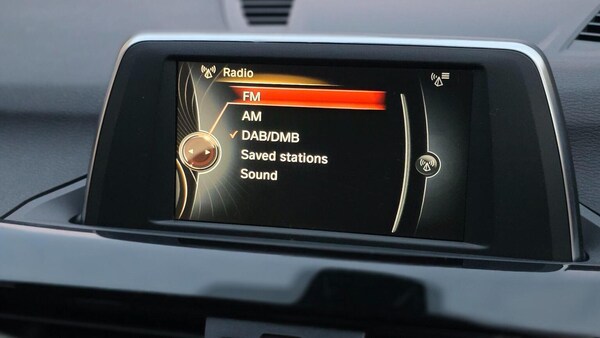 Radio
FM
AM
DAB/DMB
Saved stations
Sound